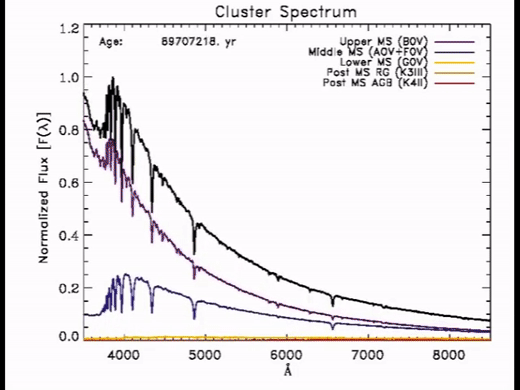 Cluster Spectrum
Age: 89707218. yr
Upper MS (B0V)
Middle MS (A0V+F0V)
Lower MS (G0V)
Post MS RG (K3III)
Post MS AGB (K4II)
Normalized Flux [F(λ)]
1.2
1.0
0.8
0.6
0.4
0.2
0.0
4000 5000 6000 7000 8000
Å